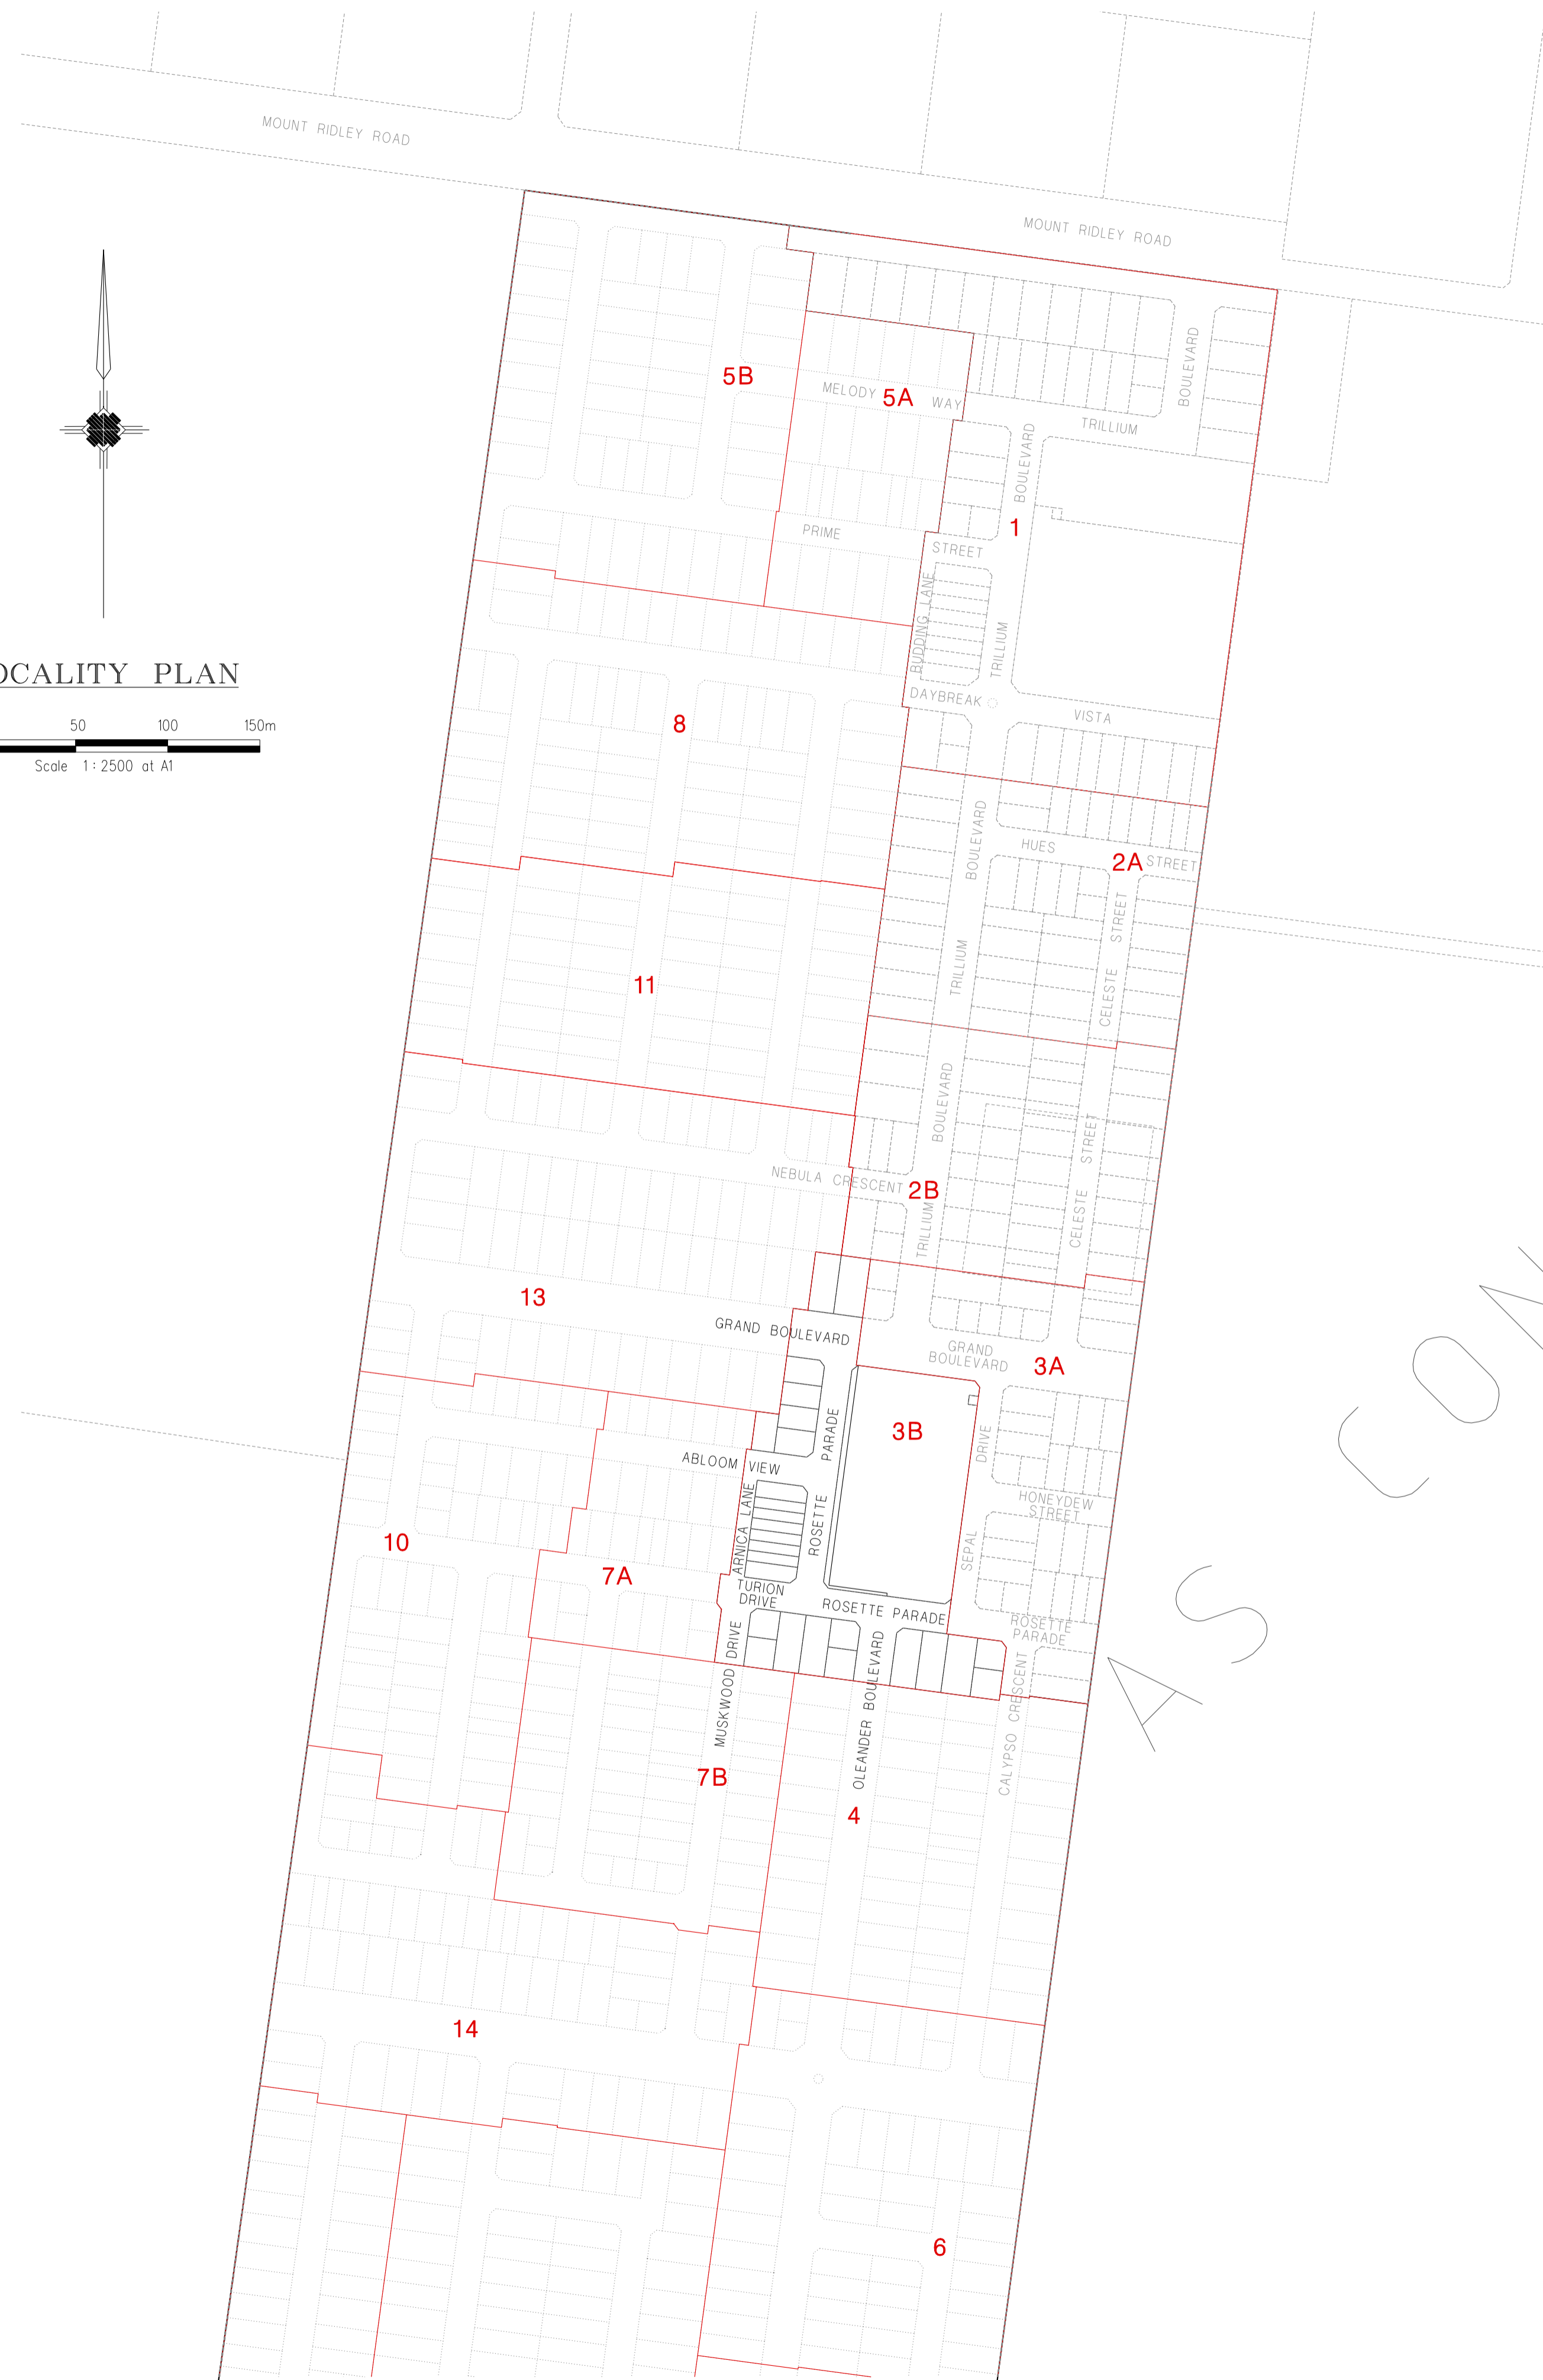 MOUNT RIDLEY ROAD
MOUNT RIDLEY ROAD
BOULEVARD
5B
MELODY WAY
5A
TRILLIUM
BOULEVARD
1
PRIME
STREET
BUDDING LANE
TRILLIUM
DAYBREAK
VISTA
LOCALITY PLAN
50 100 150m
Scale 1:2500 at A1
8
BOULEVARD
HUES
2A
STREET
STREET
TRILLIUM
CELESTE
11
BOULEVARD
STREET
NEBULA CRESCENT
2B
TRILLIUM
CELESTE
13
GRAND BOULEVARD
GRAND
BOULEVARD
3A
3B
PARADE
DRIVE
ABLOOM VIEW
ARNICA LANE
ROSETTE
HONEYDEW
STREET
SEPAL
10
7A
TURION
DRIVE
ROSETTE PARADE
ROSETTE
PARADE
MUSKWOOD DRIVE
OLEANDER BOULEVARD
CALYPSO CRESCENT
7B
4
14
6
A S C O